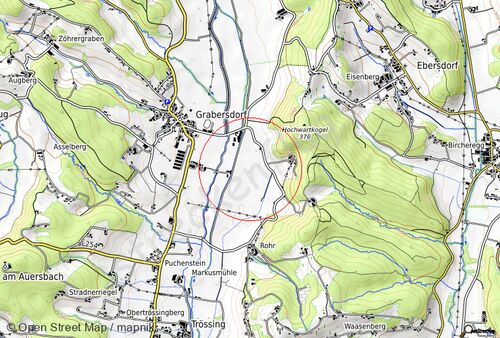 Zöhrergraben
Ebersdorf
Augberg
Eisenberg
Grabersdorf
Hochwartkogel
376
Asselberg
Bircheregg
Rohr
am Auersbach
Puchenstein
Markusmühle
Stradnerriegel
Obertrössingberg
Trössing
Waasenberg
© Open Street Map / mapnik